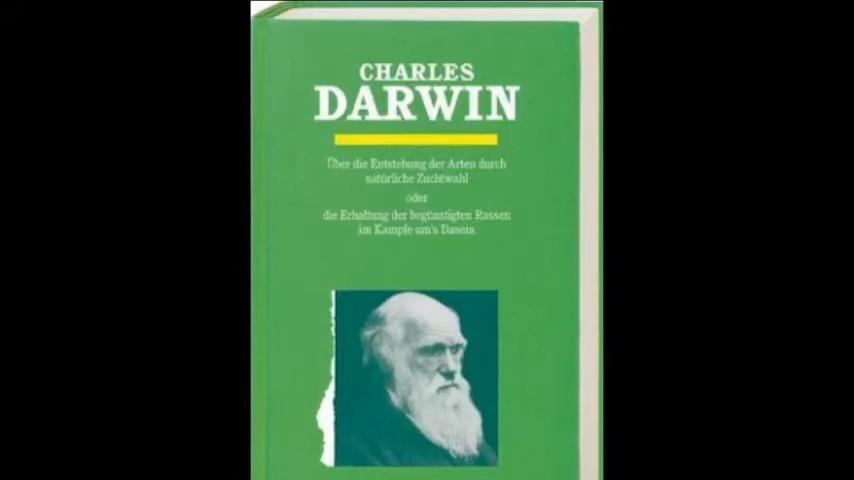 CHARLES
DARWIN
Über die Entstehung der Arten durch
natürliche Zuchtwahl
oder
die Erhaltung der begünstigten Rassen
im Kampfe um's Dasein